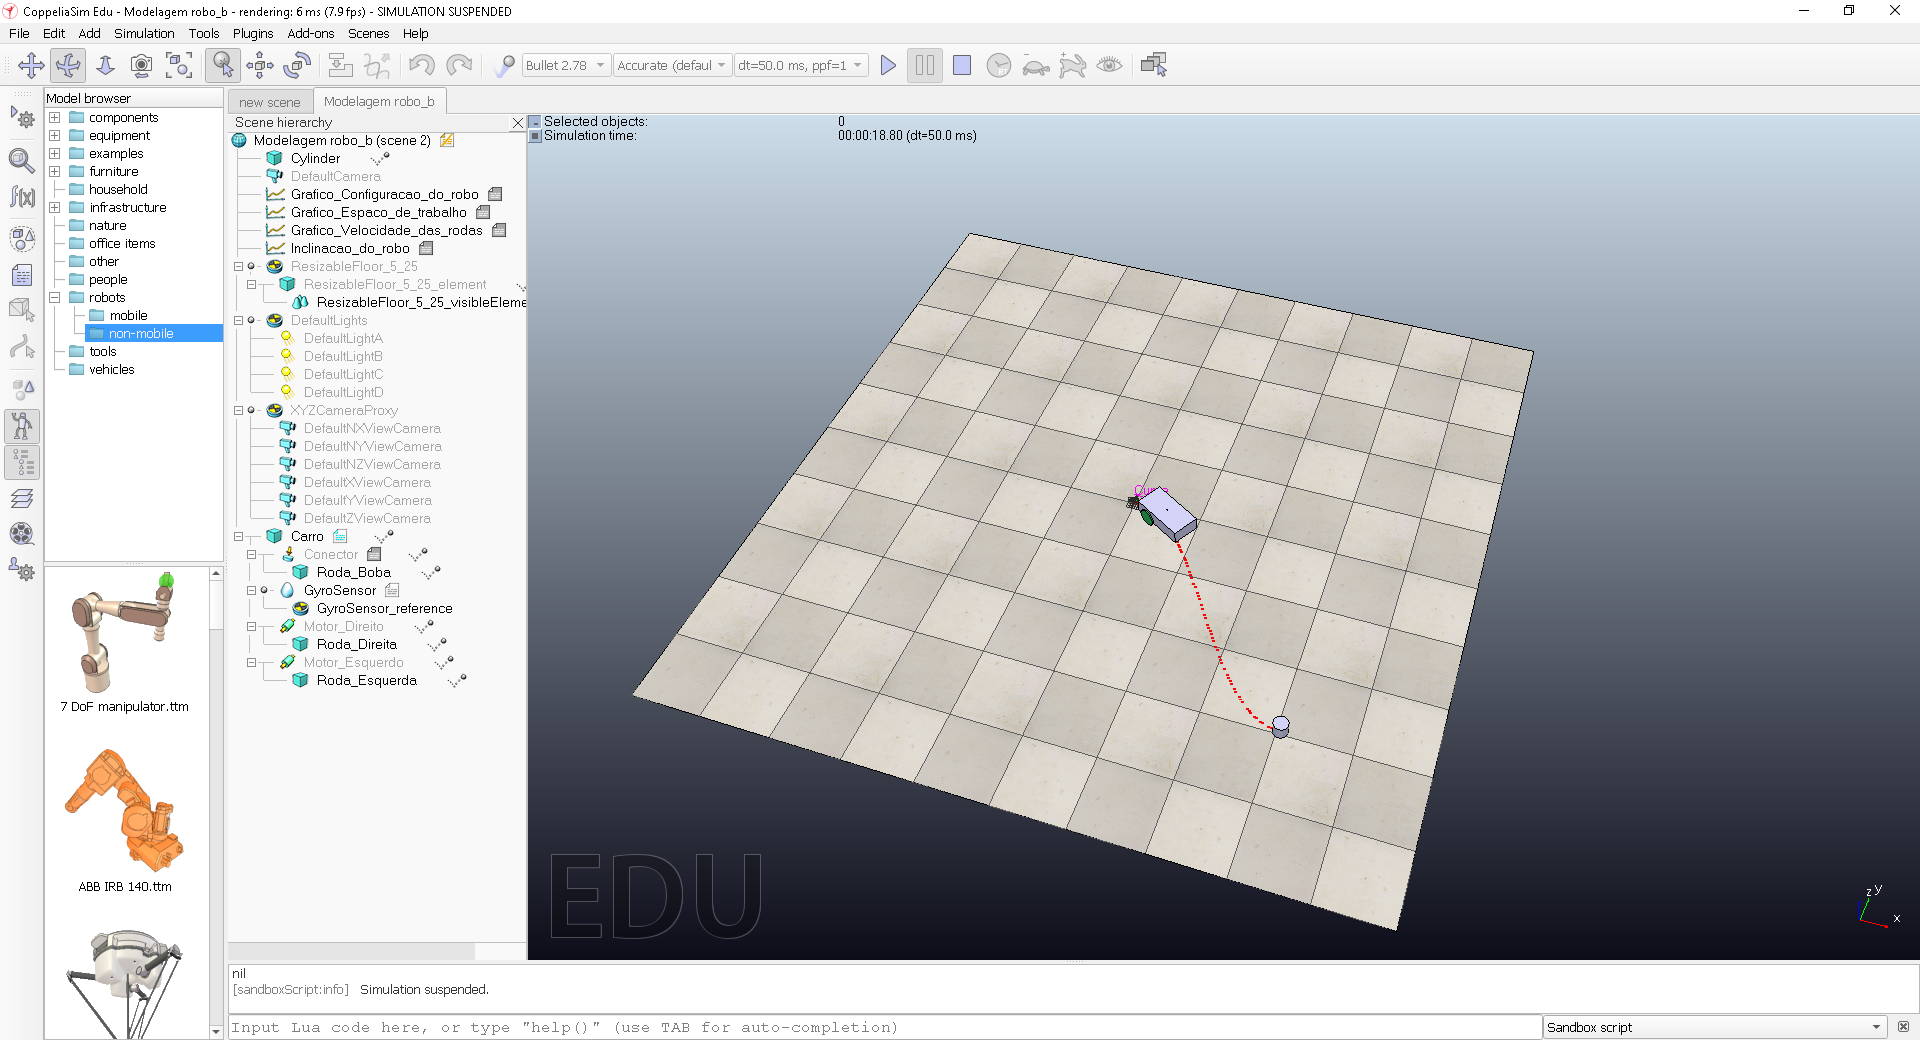 CoppeliaSim Edu - Modelagem robo_b - rendering: 6 ms (7.9 fps) - SIMULATION SUSPENDED
File Edit Add Simulation Tools Plugins Add-ons Scenes Help
Bullet 2.78 Accurate (defaul dt=50.0 ms, ppf=1
Model browser
components
equipment
examples
furniture
household
infrastructure
nature
office items
other
people
robots
mobile
non-mobile
tools
vehicles
7 DoF manipulator.ttm
ABB IRB 140.ttm
new scene Modelagem robo_b
Scene hierarchy
Modelagem robo_b (scene 2)
Cylinder
DefaultCamera
Grafico_Configuracao_do_robo
Grafico_Espaco_de_trabalho
Grafico_Velocidade_das_rodas
Inclinacao_do_robo
ResizableFloor_5_25
ResizableFloor_5_25_element
ResizableFloor_5_25_visibleEleme
DefaultLights
DefaultLightA
DefaultLightB
DefaultLightC
DefaultLightD
XYZCameraProxy
DefaultNXViewCamera
DefaultNYViewCamera
DefaultNZViewCamera
DefaultXViewCamera
DefaultYViewCamera
DefaultZViewCamera
Carro
Conector
Roda_Boba
GyroSensor
GyroSensor_reference
Motor_Direito
Roda_Direita
Motor_Esquerdo
Roda_Esquerda
Selected objects: 0
Simulation time: 00:00:18.80 (dt=50.0 ms)
EDU
z y
x
nil
[sandboxScript:info] Simulation suspended.
Input Lua code here, or type "help()" (use TAB for auto-completion)
Sandbox script